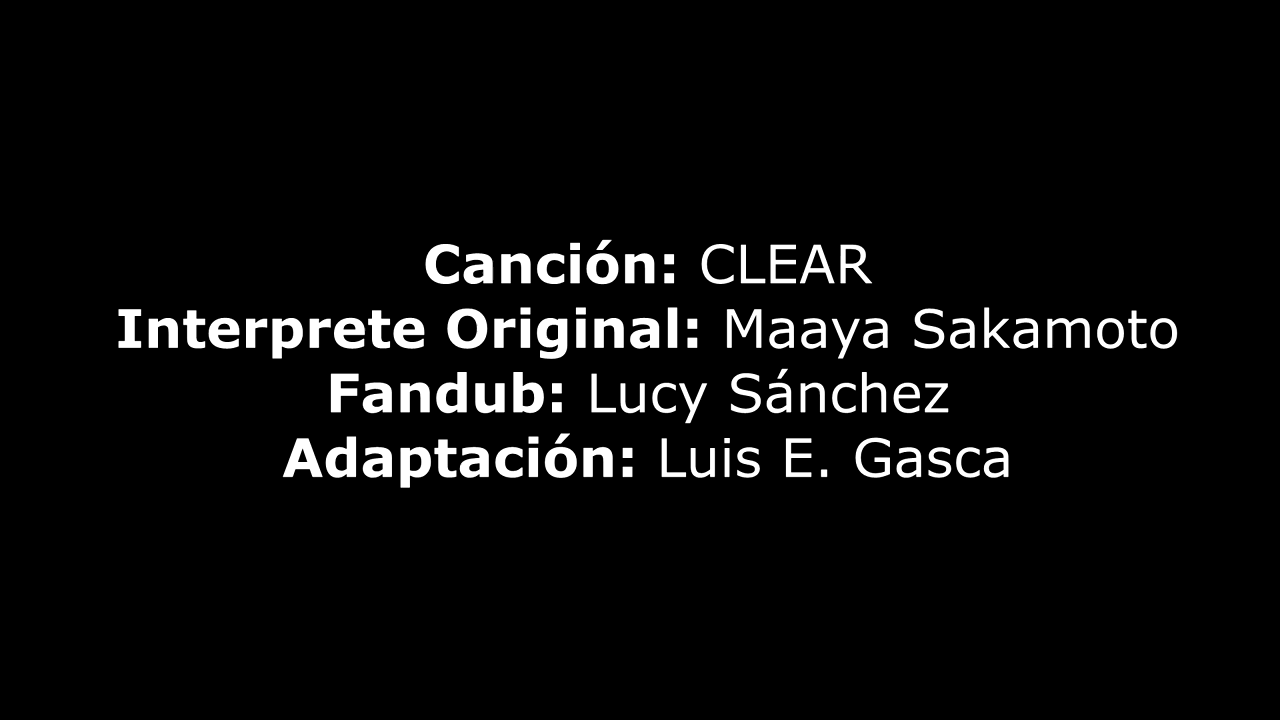 Canción: CLEAR
Interprete Original: Maaya Sakamoto
Fandub: Lucy Sánchez
Adaptación: Luis E. Gasca